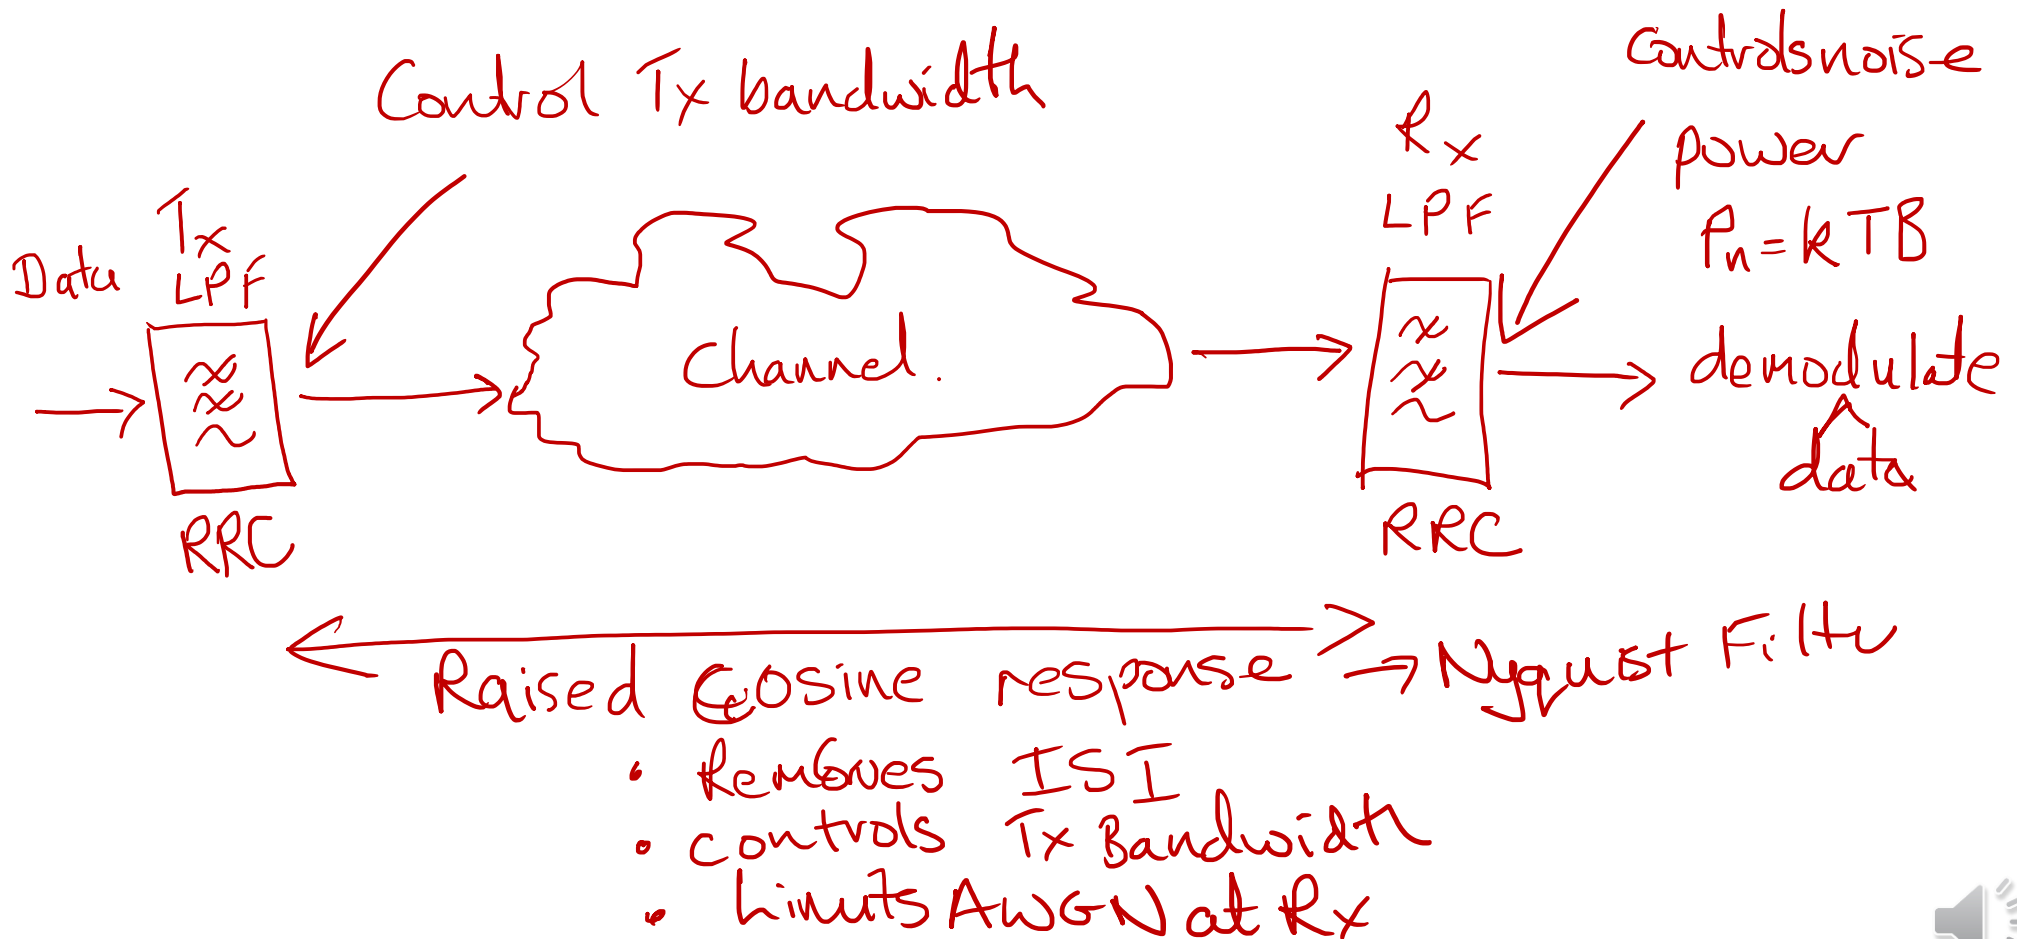 Control Tx bandwidth
Controls noise
power
Pn = kTB
Rx
LPF
Tx
LPF
Data
Channel.
demodulate
data
RRC
RRC
Raised Cosine response → Nyquist Filter
• Removes ISI
• Controls Tx Bandwidth
• Limits AWGN at Rx